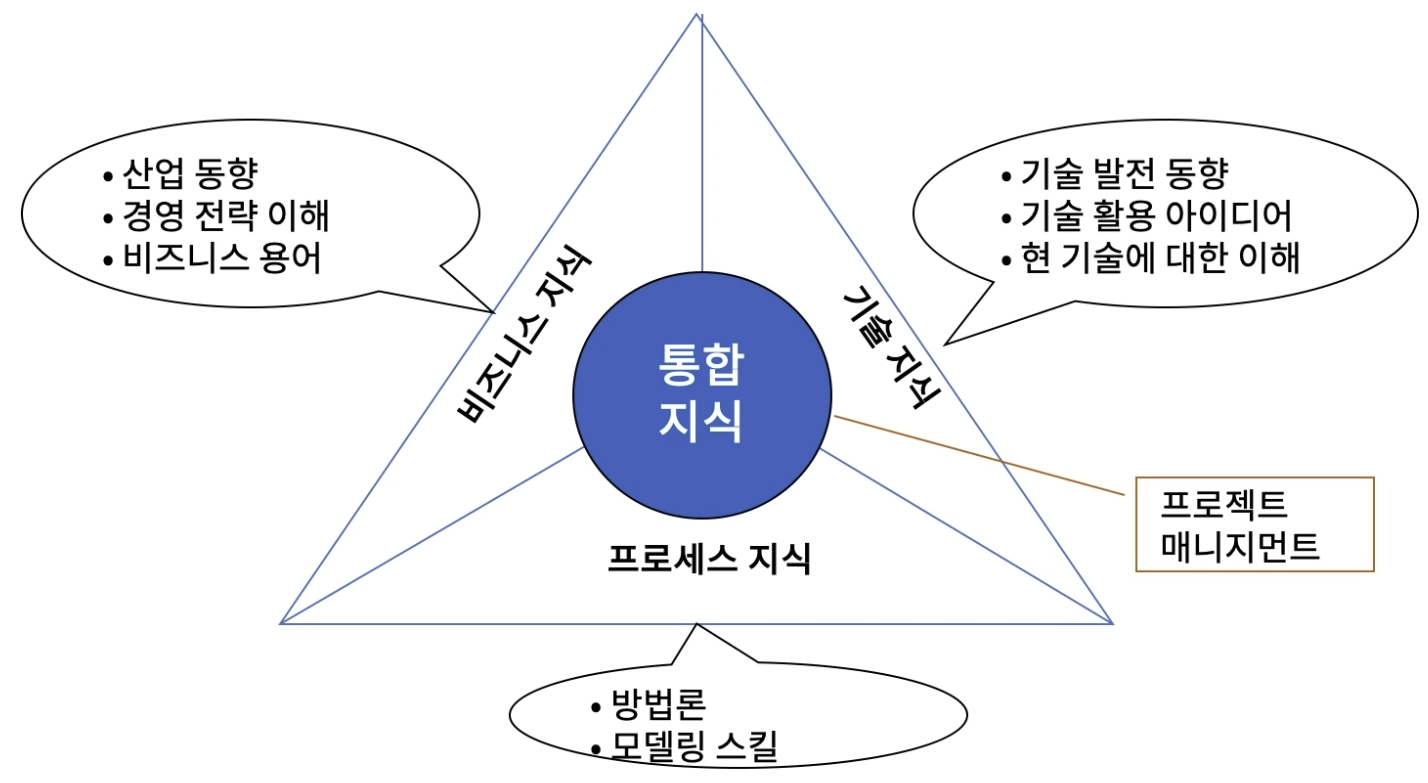 • 산업 동향
• 경영 전략 이해
• 비즈니스 용어
• 기술 발전 동향
• 기술 활용 아이디어
• 현 기술에 대한 이해
비즈니스 지식
기술 지식
통합
지식
프로젝트
매니지먼트
프로세스 지식
• 방법론
• 모델링 스킬